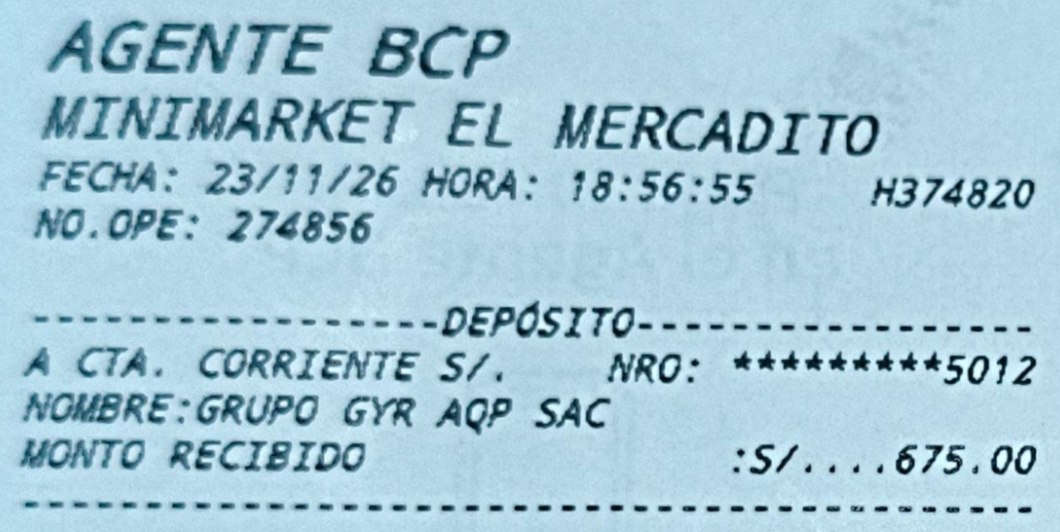 AGENTE BCP
MINIMARKET EL MERCADITO
FECHA: 23/11/26 HORA: 18:56:55 H374820
NO.OPE: 274856
------------------DEPÓSITO------------------
A CTA. CORRIENTE S/. NRO: *********5012
NOMBRE:GRUPO GYR AQP SAC
MONTO RECIBIDO :S/....675.00
--------------------------------------------